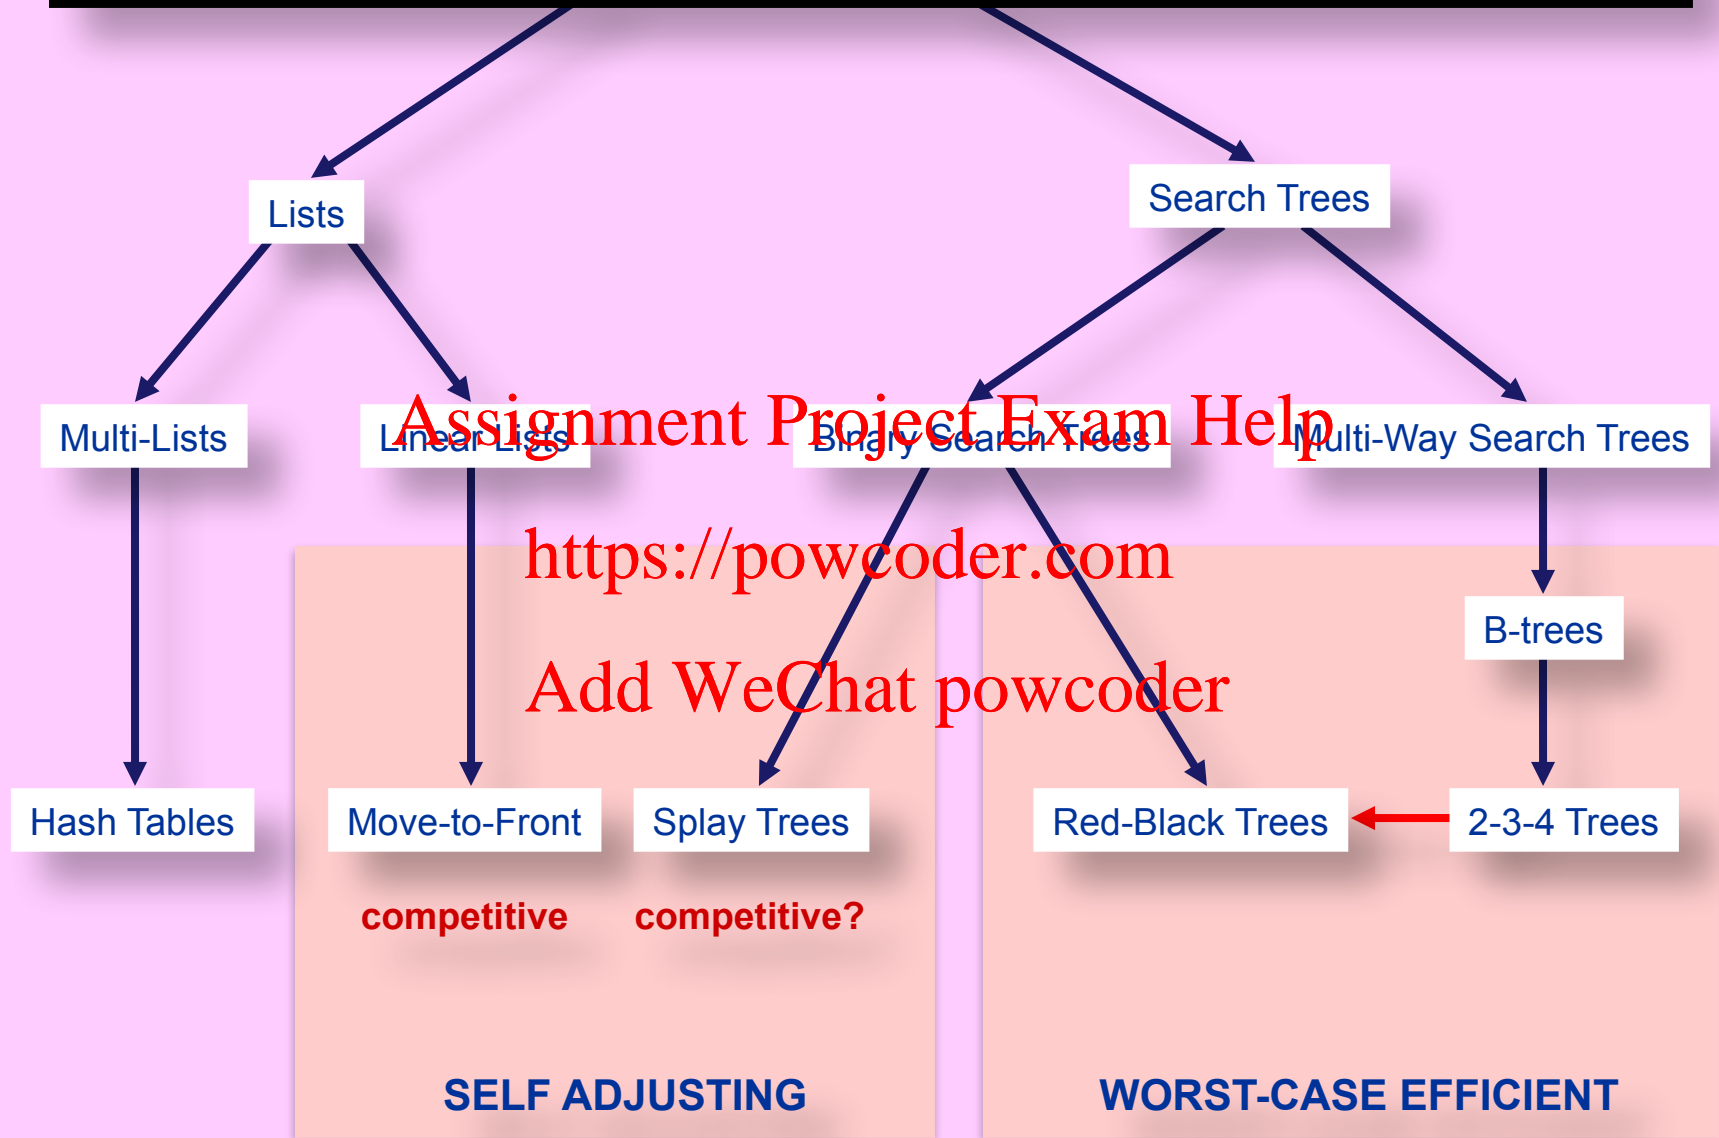 Lists
Search Trees
Multi-Lists
Linear Lists
Binary Search Trees
Multi-Way Search Trees
Assignment Project Exam Help
https://powcoder.com
B-trees
Add WeChat powcoder
Hash Tables
Move-to-Front
Splay Trees
Red-Black Trees
2-3-4 Trees
competitive
competitive?
SELF ADJUSTING
WORST-CASE EFFICIENT